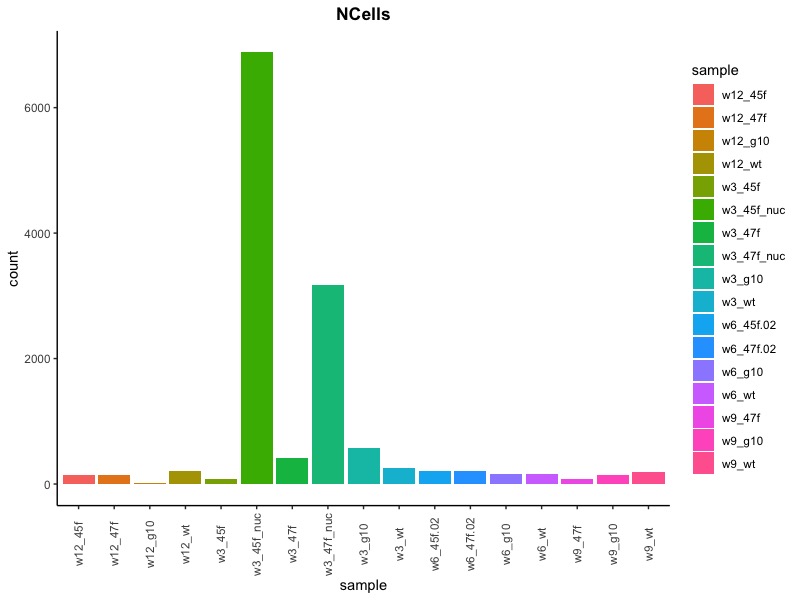 NCells
count
6000
4000
2000
0
w12_45f
w12_47f
w12_g10
w12_wt
w3_45f
w3_45f_nuc
w3_47f
w3_47f_nuc
w3_g10
w3_wt
w6_45f.02
w6_47f.02
w6_g10
w6_wt
w9_47f
w9_g10
w9_wt
sample
sample
w12_45f
w12_47f
w12_g10
w12_wt
w3_45f
w3_45f_nuc
w3_47f
w3_47f_nuc
w3_g10
w3_wt
w6_45f.02
w6_47f.02
w6_g10
w6_wt
w9_47f
w9_g10
w9_wt